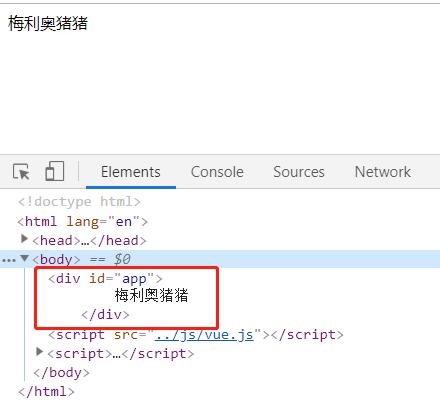 梅利奥猪猪
Elements Console Sources Network
<!doctype html>
<html lang="en">
<head>…</head>
<body> == $0
<div id="app">
梅利奥猪猪
</div>
<script src="../js/vue.js"></script>
<script>…</script>
</body>
</html>